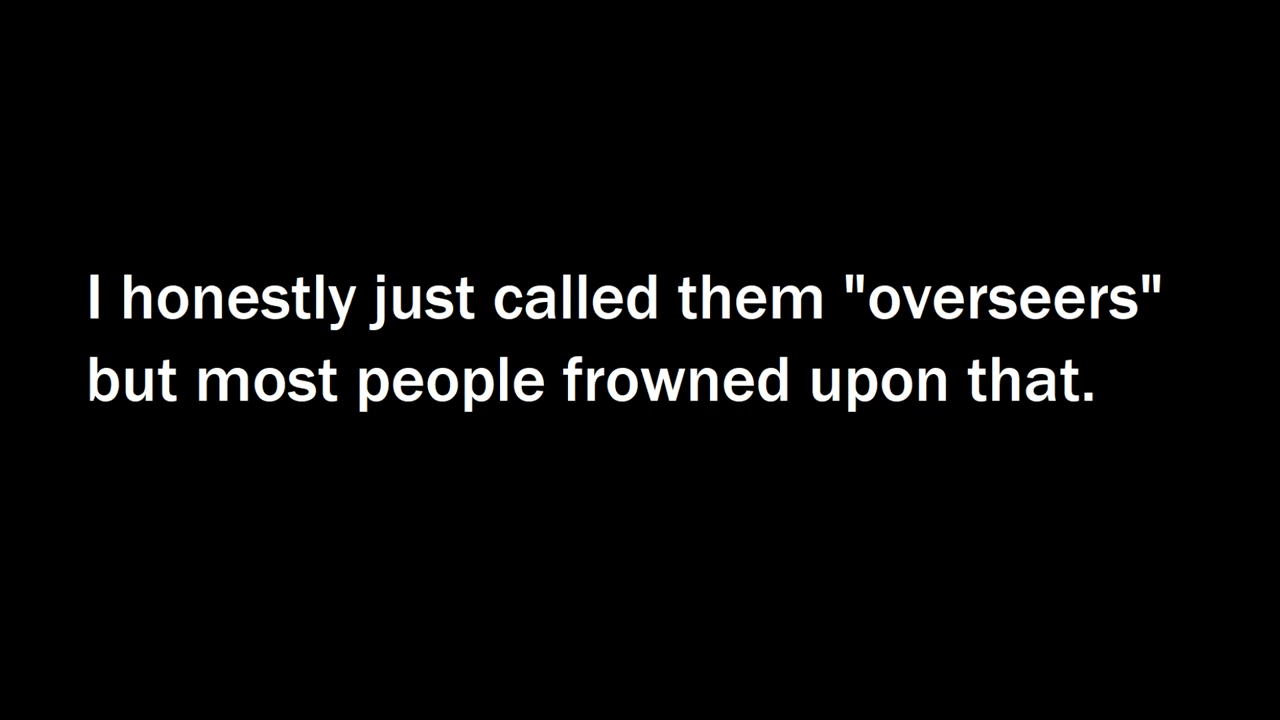 I honestly just called them "overseers"
but most people frowned upon that.